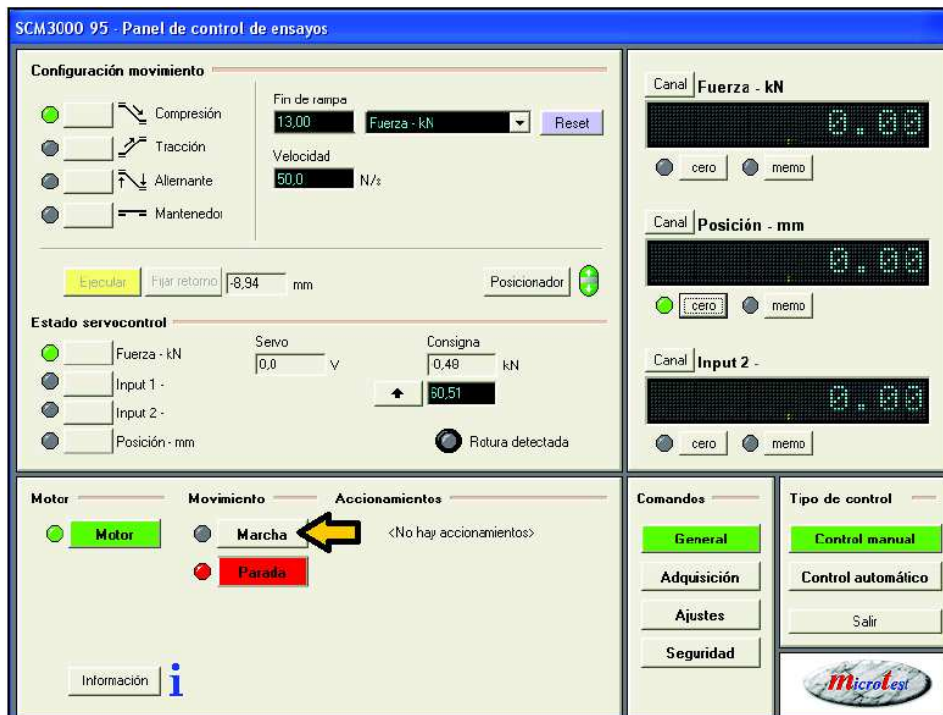 SCM3000 95 - Panel de control de ensayos
Configuración movimiento
Compresión
Tracción
Alternante
Mantenedor
Fin de rampa
13,00 Fuerza - kN Reset
Velocidad
50,0 N/s
Ejecutar Fijar retorno -8,94 mm Posicionador
Estado servocontrol
Fuerza - kN
Input 1 -
Input 2 -
Posición - mm
Servo
0,0 V
Consigna
-0,48 kN
60,51
Rotura detectada
Canal Fuerza - kN
0.00
cero memo
Canal Posición - mm
0.00
cero memo
Canal Input 2 -
0.00
cero memo
Motor
Motor
Movimiento
Marcha
Parada
Accionamientos
<No hay accionamientos>
Información i
Comandos
General
Adquisición
Ajustes
Seguridad
Tipo de control
Control manual
Control automático
Salir
microtest